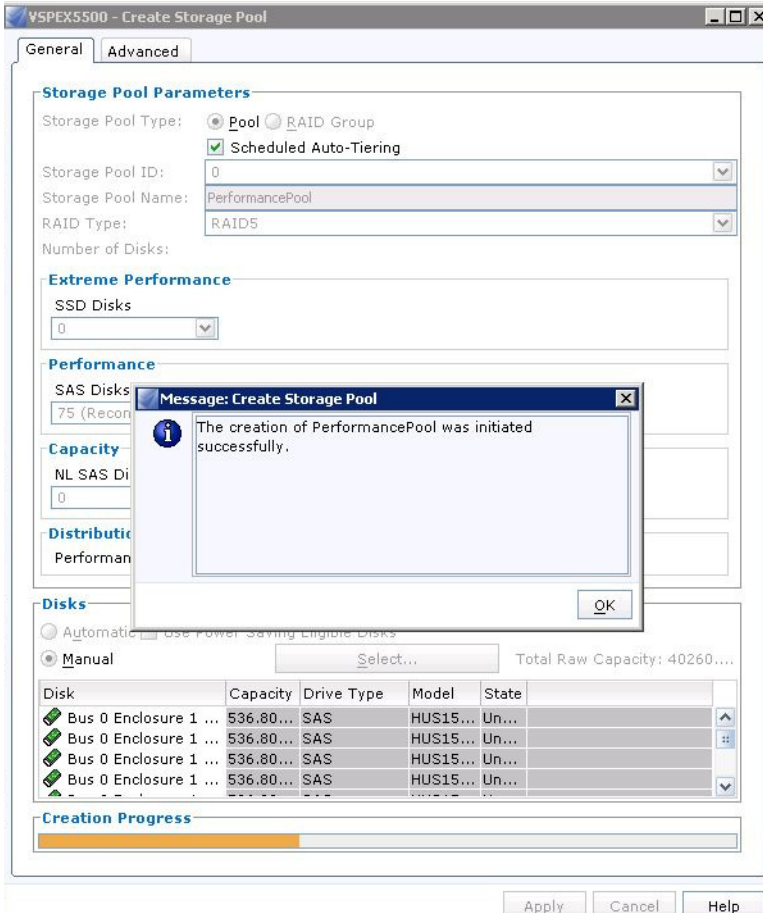 VSPEX5500 - Create Storage Pool
General Advanced
Storage Pool Parameters
Storage Pool Type: Pool RAID Group
Scheduled Auto-Tiering
Storage Pool ID: 0
Storage Pool Name: PerformancePool
RAID Type: RAID5
Number of Disks:
Extreme Performance
SSD Disks
0
Performance
SAS Disks
75 (Recon
Message: Create Storage Pool
The creation of PerformancePool was initiated
successfully.
OK
Capacity
NL SAS Di
0
Distributio
Performan
Disks
Automatic Use Power Saving Eligible Disks
Manual Select... Total Raw Capacity: 40260....
Disk Capacity Drive Type Model State
Bus 0 Enclosure 1 ... 536.80... SAS HUS15... Un...
Bus 0 Enclosure 1 ... 536.80... SAS HUS15... Un...
Bus 0 Enclosure 1 ... 536.80... SAS HUS15... Un...
Bus 0 Enclosure 1 ... 536.80... SAS HUS15... Un...
Creation Progress
Apply Cancel Help